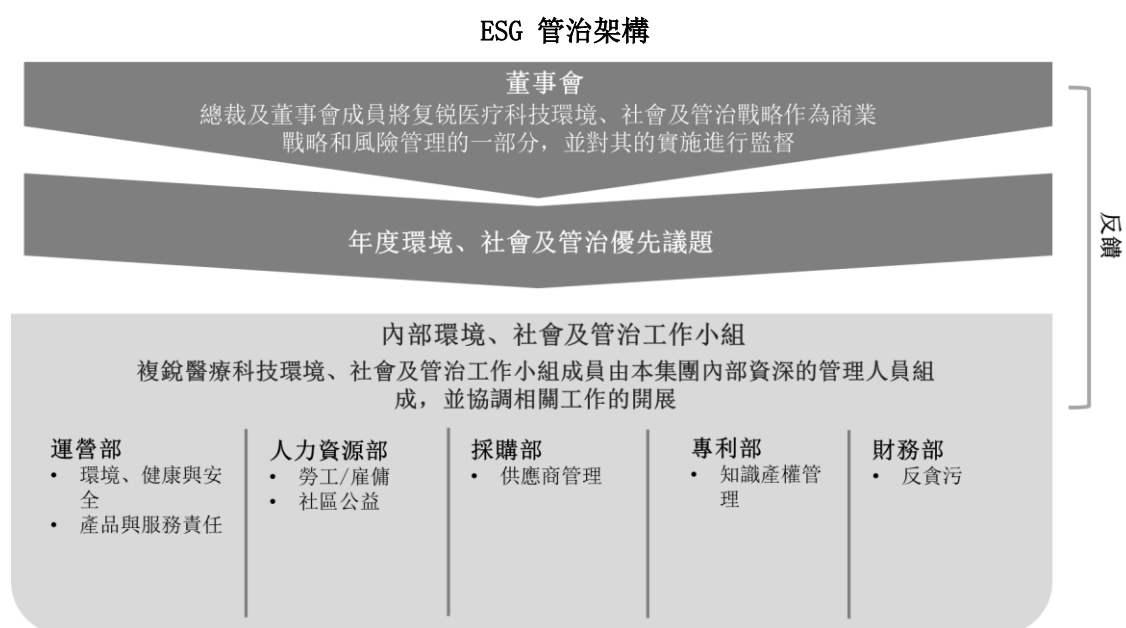 ESG 管治架構
董事會
總裁及董事會成員將复锐医疗科技環境、社會及管治戰略作為商業
戰略和風險管理的一部分，並對其的實施進行監督
年度環境、社會及管治優先議題
反饋
內部環境、社會及管治工作小組
複銳醫療科技環境、社會及管治工作小組成員由本集團內部資深的管理人員組
成，並協調相關工作的開展
運營部
• 環境、健康與安
全
• 產品與服務責任
人力資源部
• 勞工/雇傭
• 社區公益
採購部
• 供應商管理
專利部
• 知識產權管
理
財務部
• 反貪污